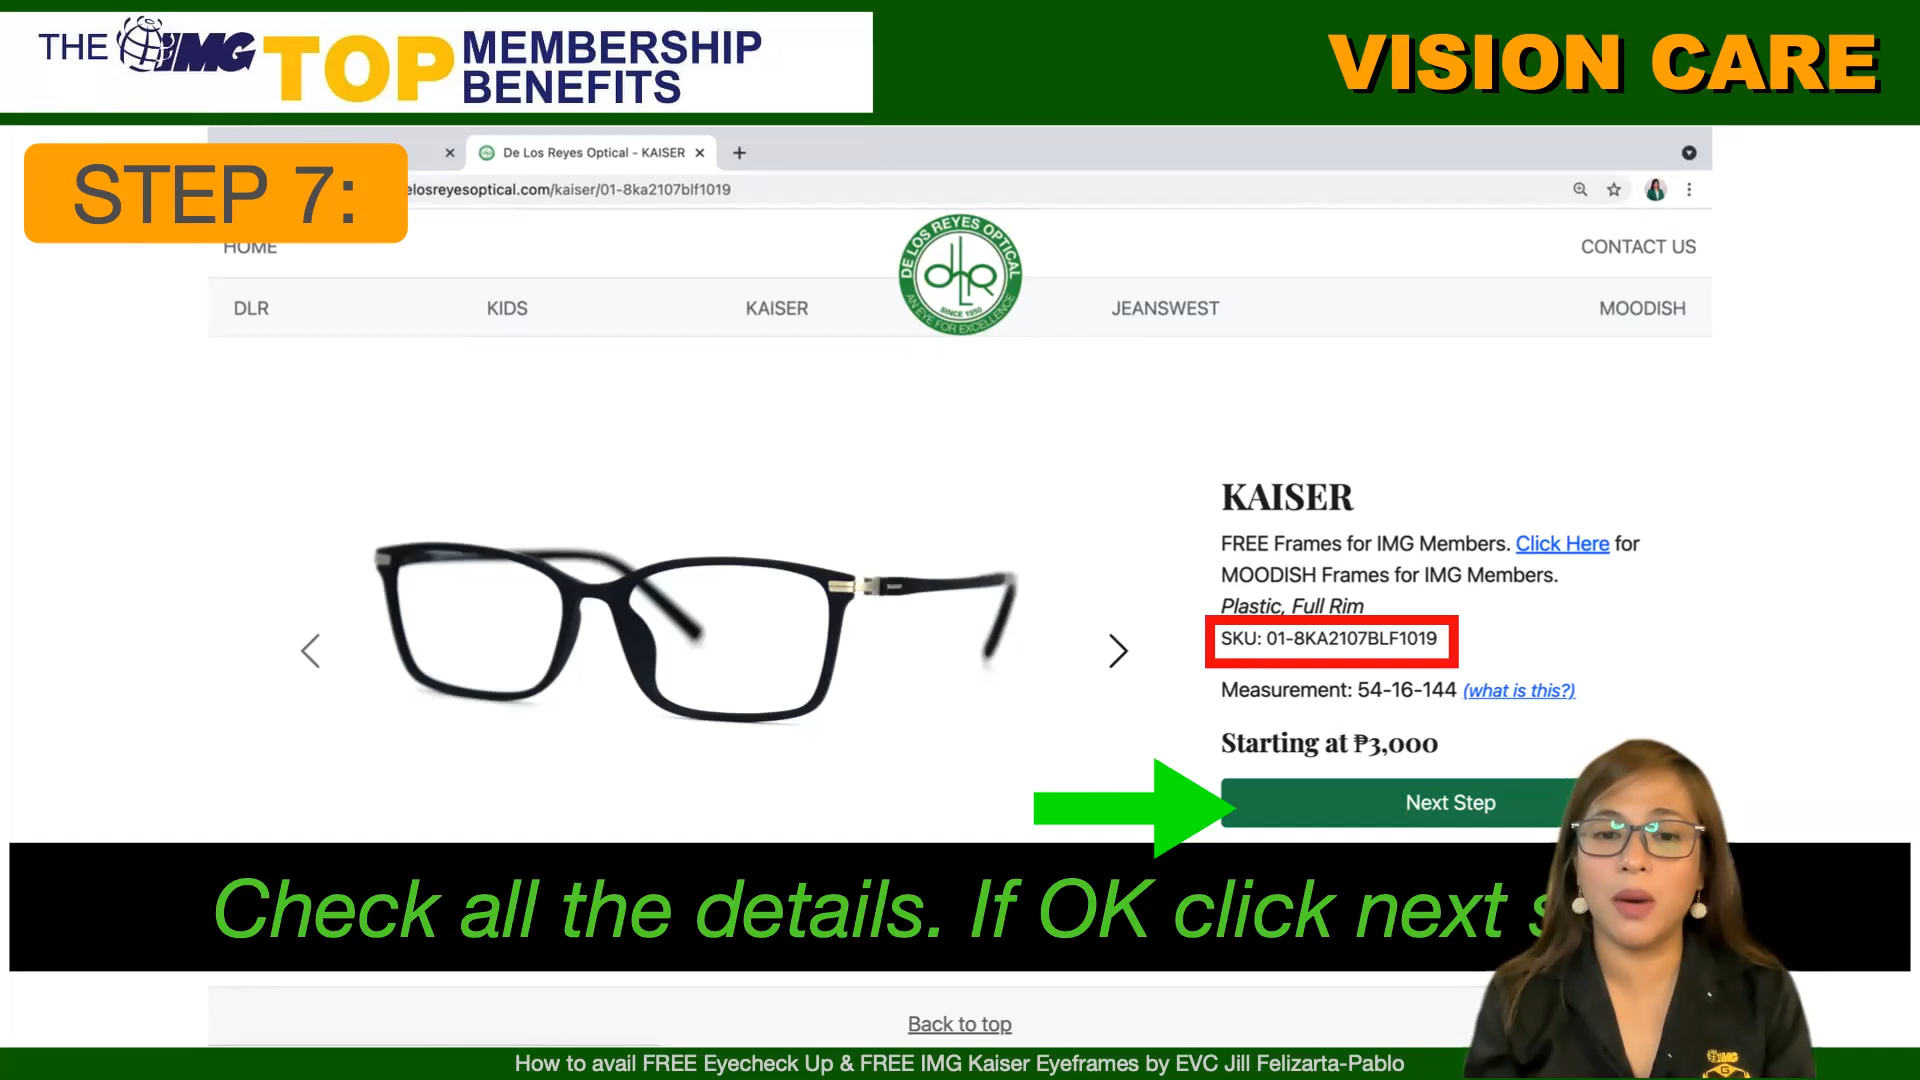 THE IMG TOP MEMBERSHIP BENEFITS
VISION CARE
STEP 7:
De Los Reyes Optical - KAISER
elosreyesoptical.com/kaiser/01-8ka2107blf1019
HOME
CONTACT US
DE LOS REYES OPTICAL
SINCE 1950
AN EYE FOR EXCELLENCE
DLR
KIDS
KAISER
JEANSWEST
MOODISH
KAISER
FREE Frames for IMG Members. Click Here for
MOODISH Frames for IMG Members.
Plastic, Full Rim
SKU: 01-8KA2107BLF1019
Measurement: 54-16-144 (what is this?)
Starting at ₱3,000
Next Step
Check all the details. If OK click next s
Back to top
How to avail FREE Eyecheck Up & FREE IMG Kaiser Eyeframes by EVC Jill Felizarta-Pablo
IMG
G